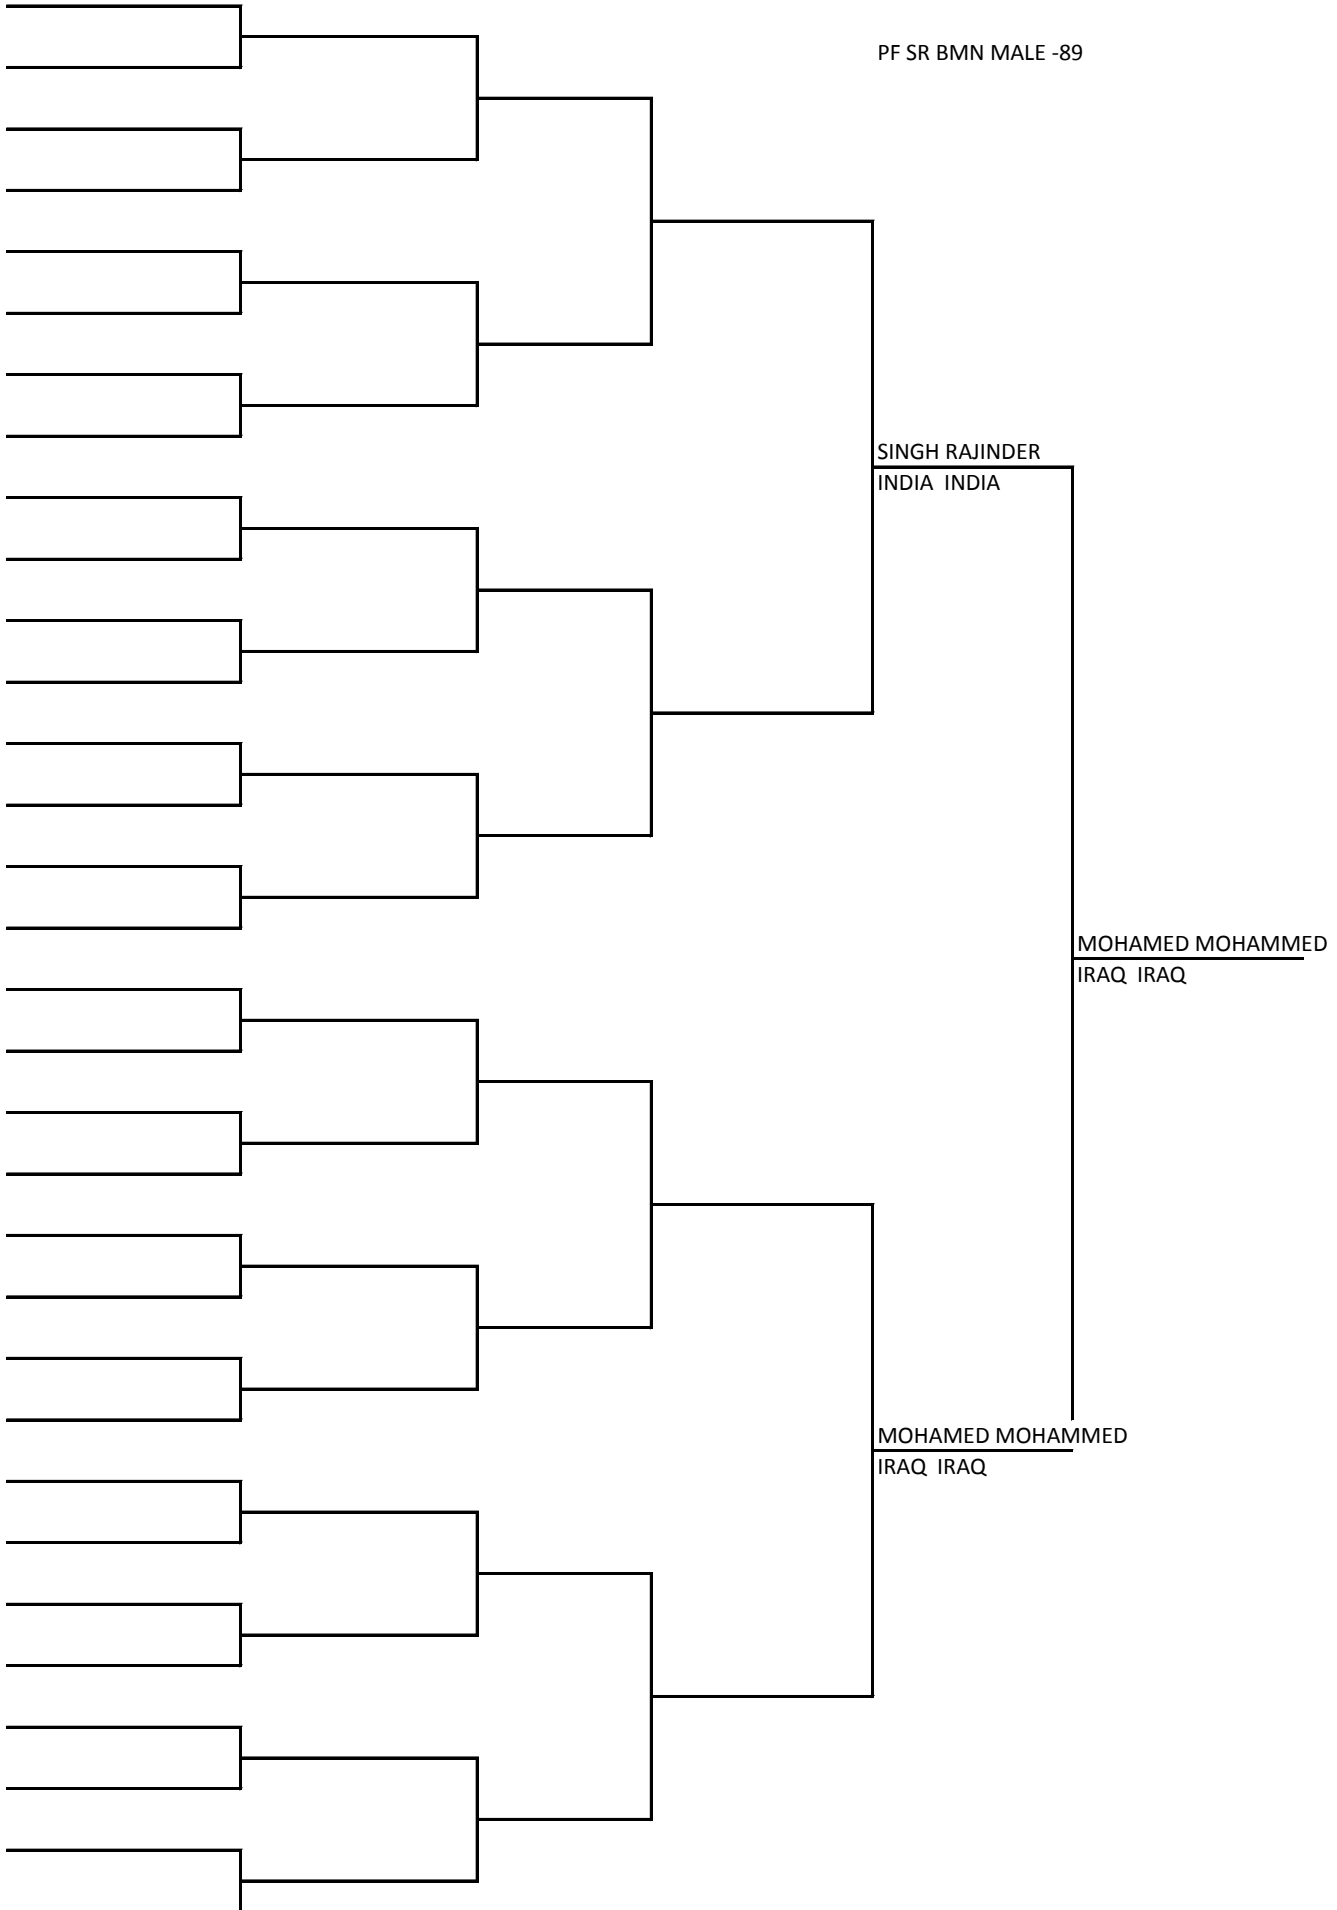 PF SR BMN MALE -89
SINGH RAJINDER
INDIA  INDIA
MOHAMED MOHAMMED
IRAQ  IRAQ
MOHAMED MOHAMMED
IRAQ  IRAQ